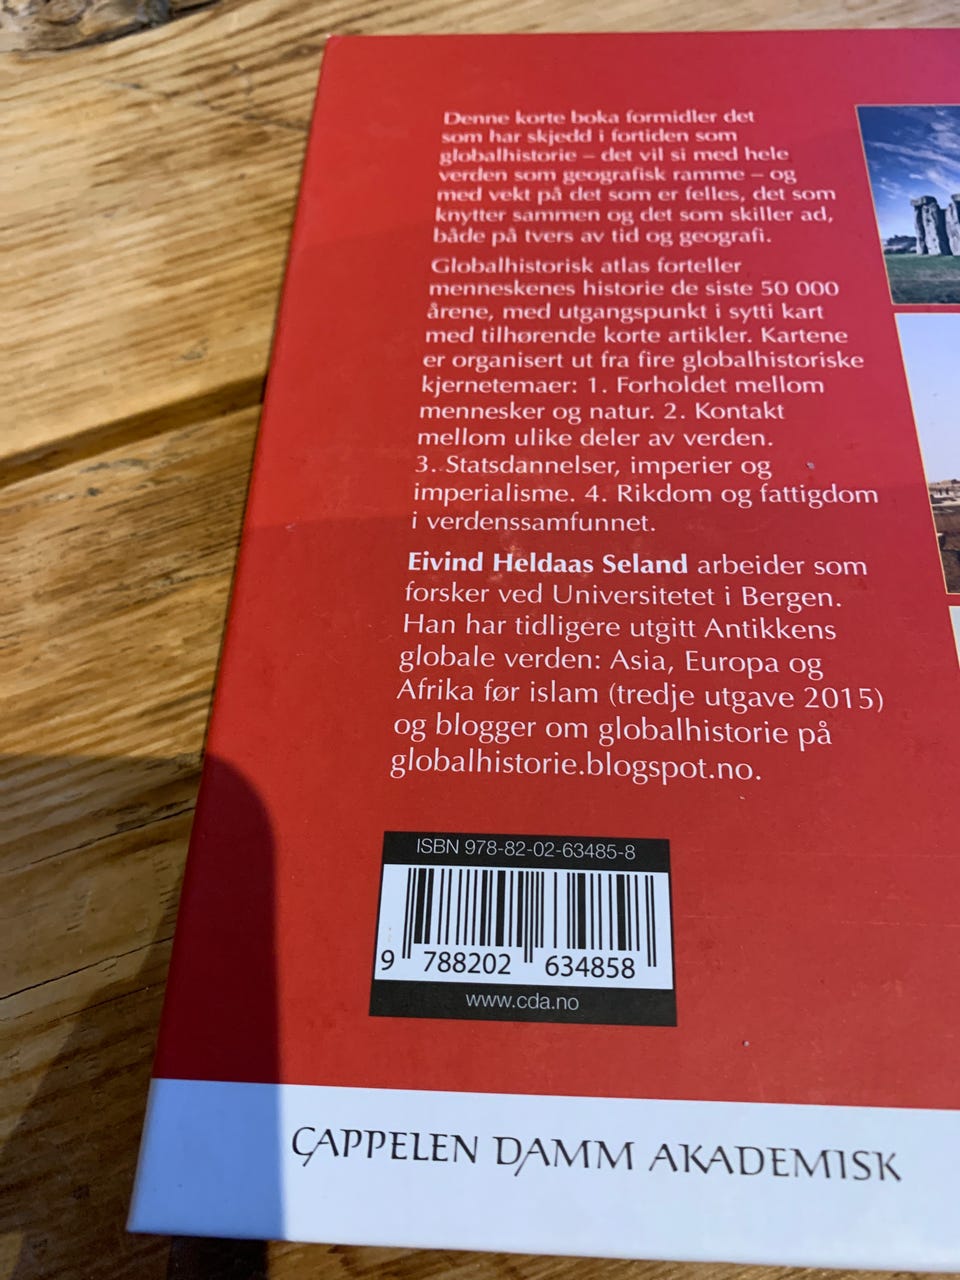 Denne korte boka formidler det
som har skjedd i fortiden som
globalhistorie – det vil si med hele
verden som geografisk ramme – og
med vekt på det som er felles, det som
knytter sammen og det som skiller ad,
både på tvers av tid og geografi.
Globalhistorisk atlas forteller
menneskenes historie de siste 50 000
årene, med utgangspunkt i sytti kart
med tilhørende korte artikler. Kartene
er organisert ut fra fire globalhistoriske
kjernetemaer: 1. Forholdet mellom
mennesker og natur. 2. Kontakt
mellom ulike deler av verden.
3. Statsdannelser, imperier og
imperialisme. 4. Rikdom og fattigdom
i verdenssamfunnet.
Eivind Heldaas Seland arbeider som
forsker ved Universitetet i Bergen.
Han har tidligere utgitt Antikkens
globale verden: Asia, Europa og
Afrika før islam (tredje utgave 2015)
og blogger om globalhistorie på
globalhistorie.blogspot.no.
ISBN 978-82-02-63485-8
9 788202 634858
www.cda.no
CAPPELEN DAMM AKADEMISK